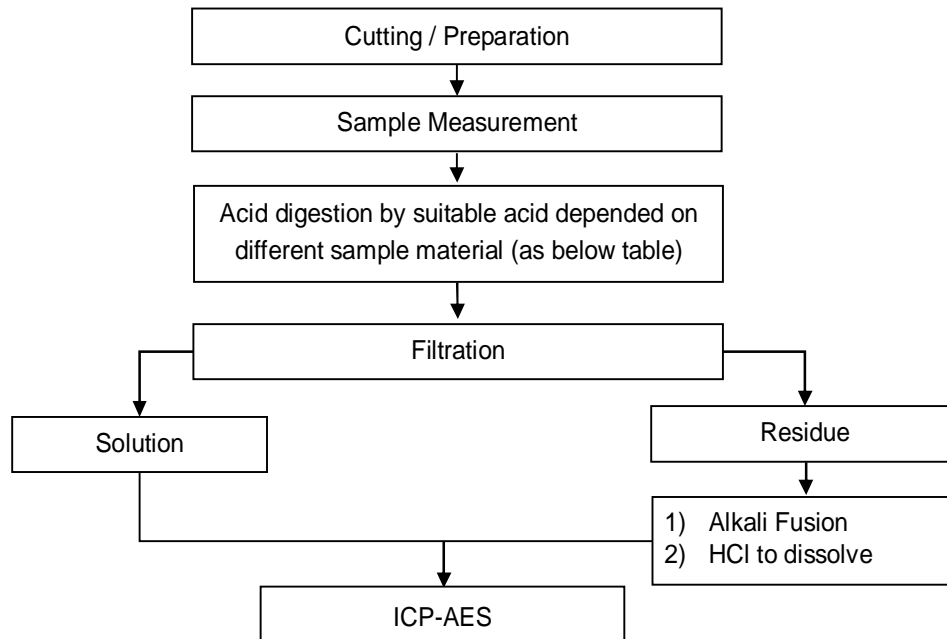 Cutting / Preparation
Sample Measurement
Acid digestion by suitable acid depended on
different sample material (as below table)
Filtration
Solution
Residue
1) Alkali Fusion
2) HCl to dissolve
ICP-AES